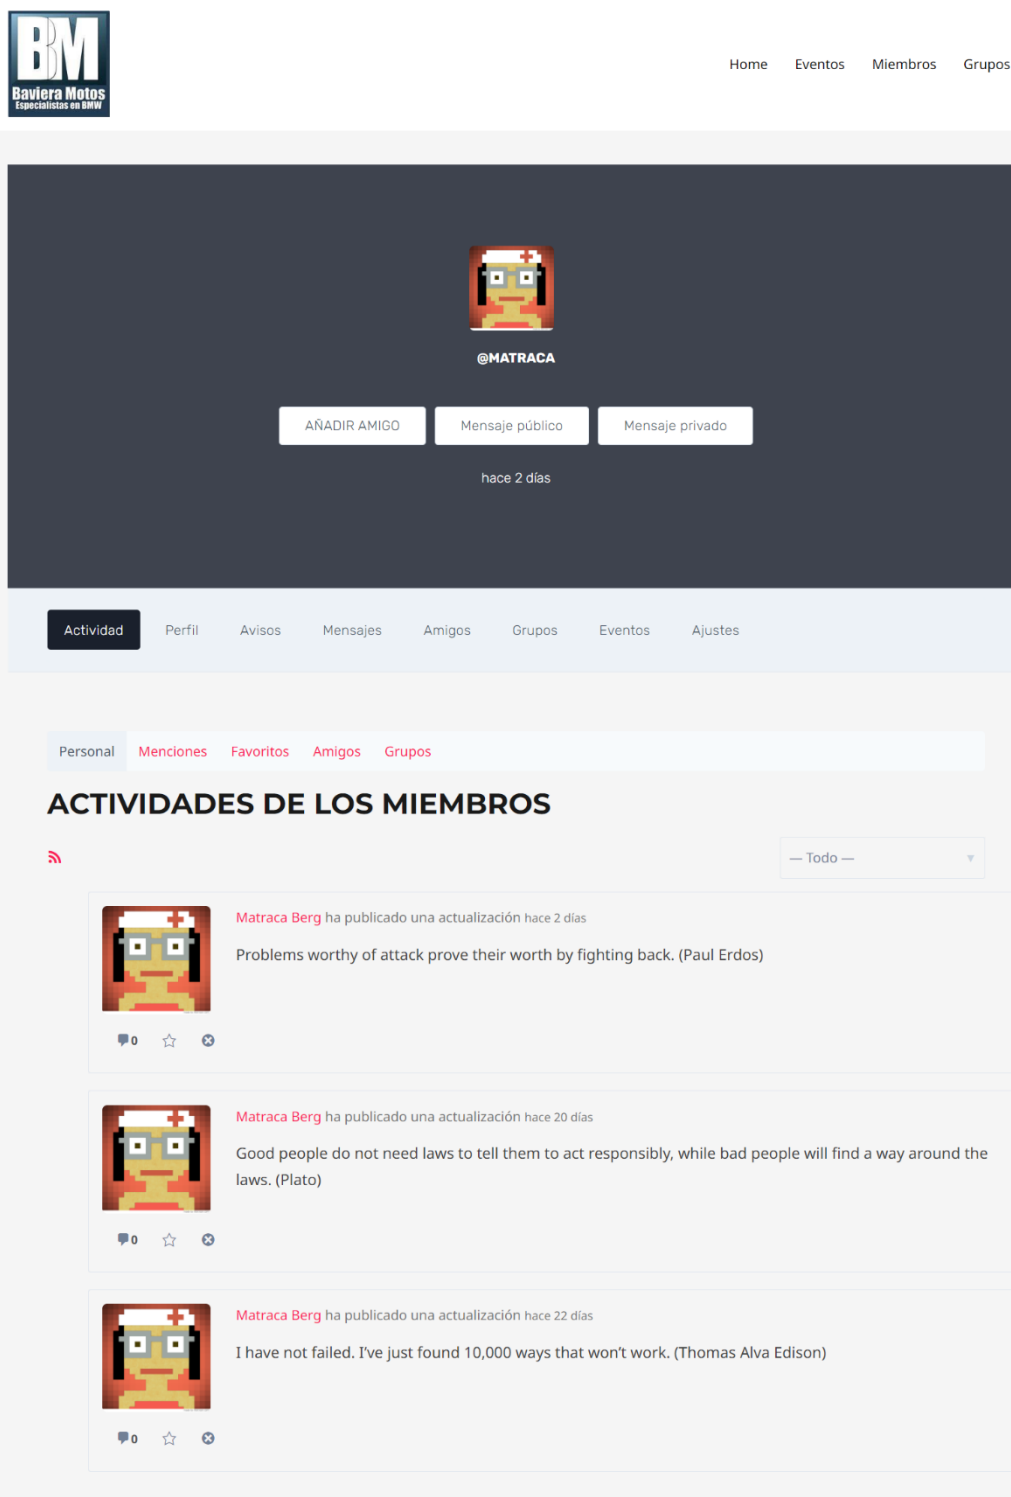 BM
Baviera Motos
Especialistas en BMW
Home Eventos Miembros Grupos
@MATRACA
AÑADIR AMIGO Mensaje público Mensaje privado
hace 2 días
Actividad Perfil Avisos Mensajes Amigos Grupos Eventos Ajustes
Personal Menciones Favoritos Amigos Grupos
ACTIVIDADES DE LOS MIEMBROS
— Todo —
Matraca Berg ha publicado una actualización hace 2 días
Problems worthy of attack prove their worth by fighting back. (Paul Erdos)
0
Matraca Berg ha publicado una actualización hace 20 días
Good people do not need laws to tell them to act responsibly, while bad people will find a way around the
laws. (Plato)
0
Matraca Berg ha publicado una actualización hace 22 días
I have not failed. I’ve just found 10,000 ways that won’t work. (Thomas Alva Edison)
0